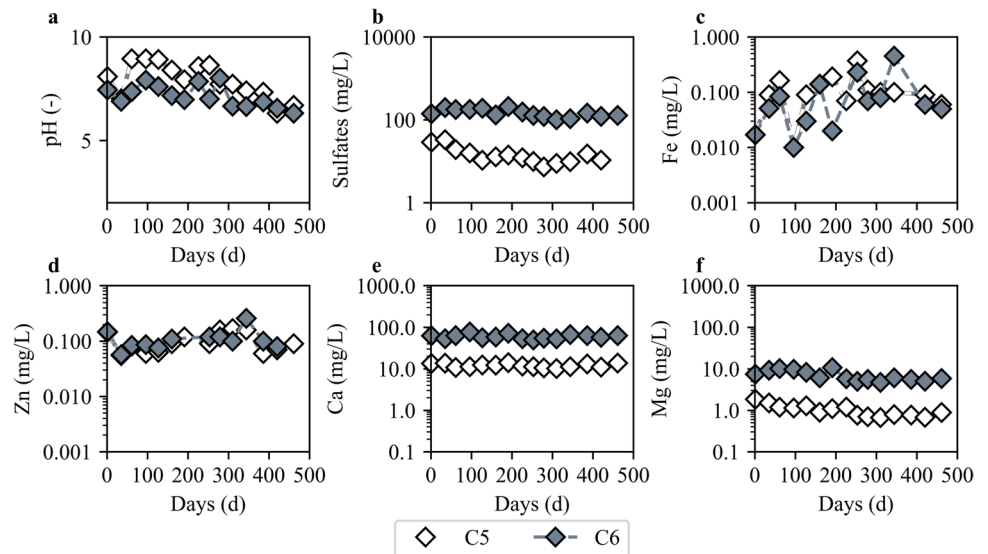 a b c
10 10000 1.000
pH (-) Sulfates (mg/L) Fe (mg/L)
0.100
5 100
0.010
1 0.001
0 100 200 300 400 500 0 100 200 300 400 500 0 100 200 300 400 500
Days (d) Days (d) Days (d)
d e f
1.000 1000.0 1000.0
Zn (mg/L) Ca (mg/L) Mg (mg/L)
0.100 100.0 100.0
10.0 10.0
0.010 1.0 1.0
0.001 0.1 0.1
0 100 200 300 400 500 0 100 200 300 400 500 0 100 200 300 400 500
Days (d) Days (d) Days (d)
C5 C6